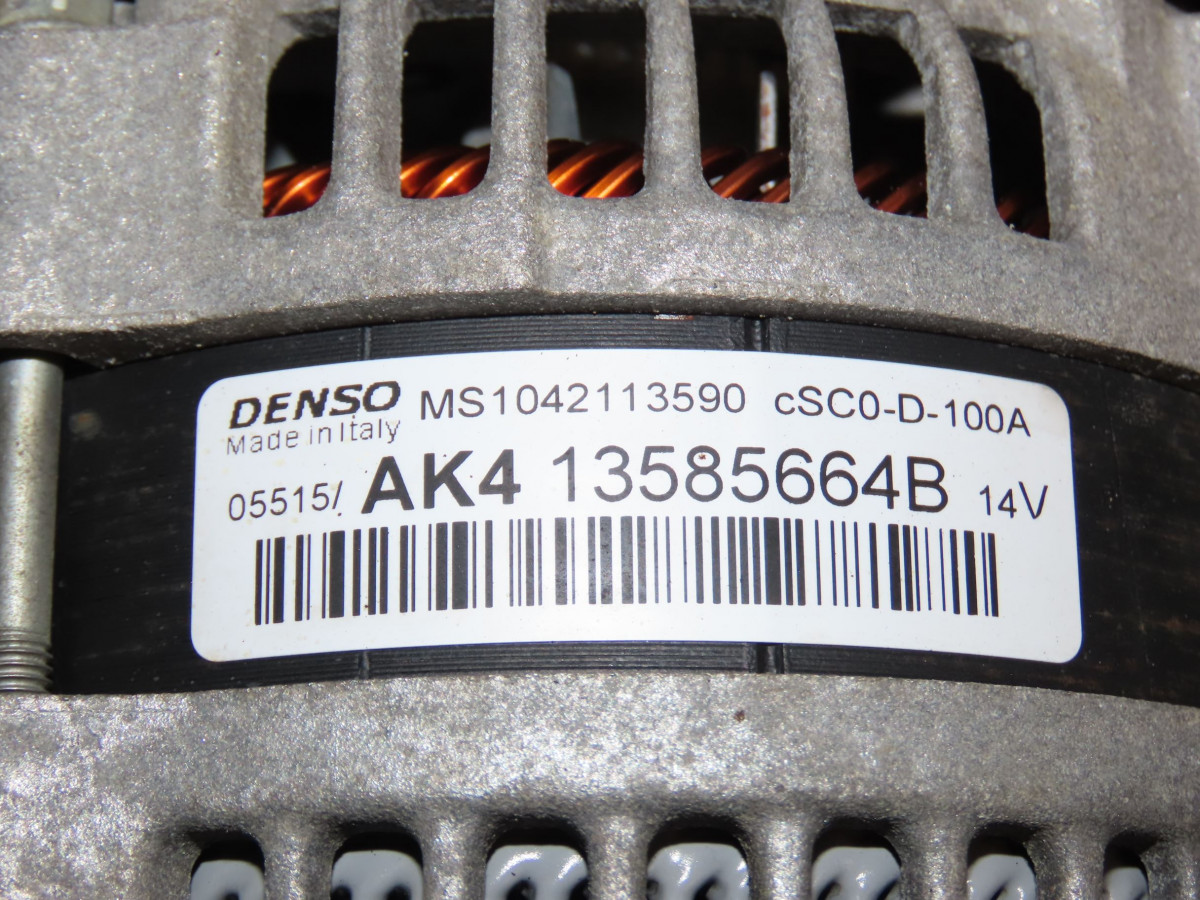 DENSO MS1042113590 cSC0-D-100A
Made in Italy
05515/. AK4 13585664B 14V